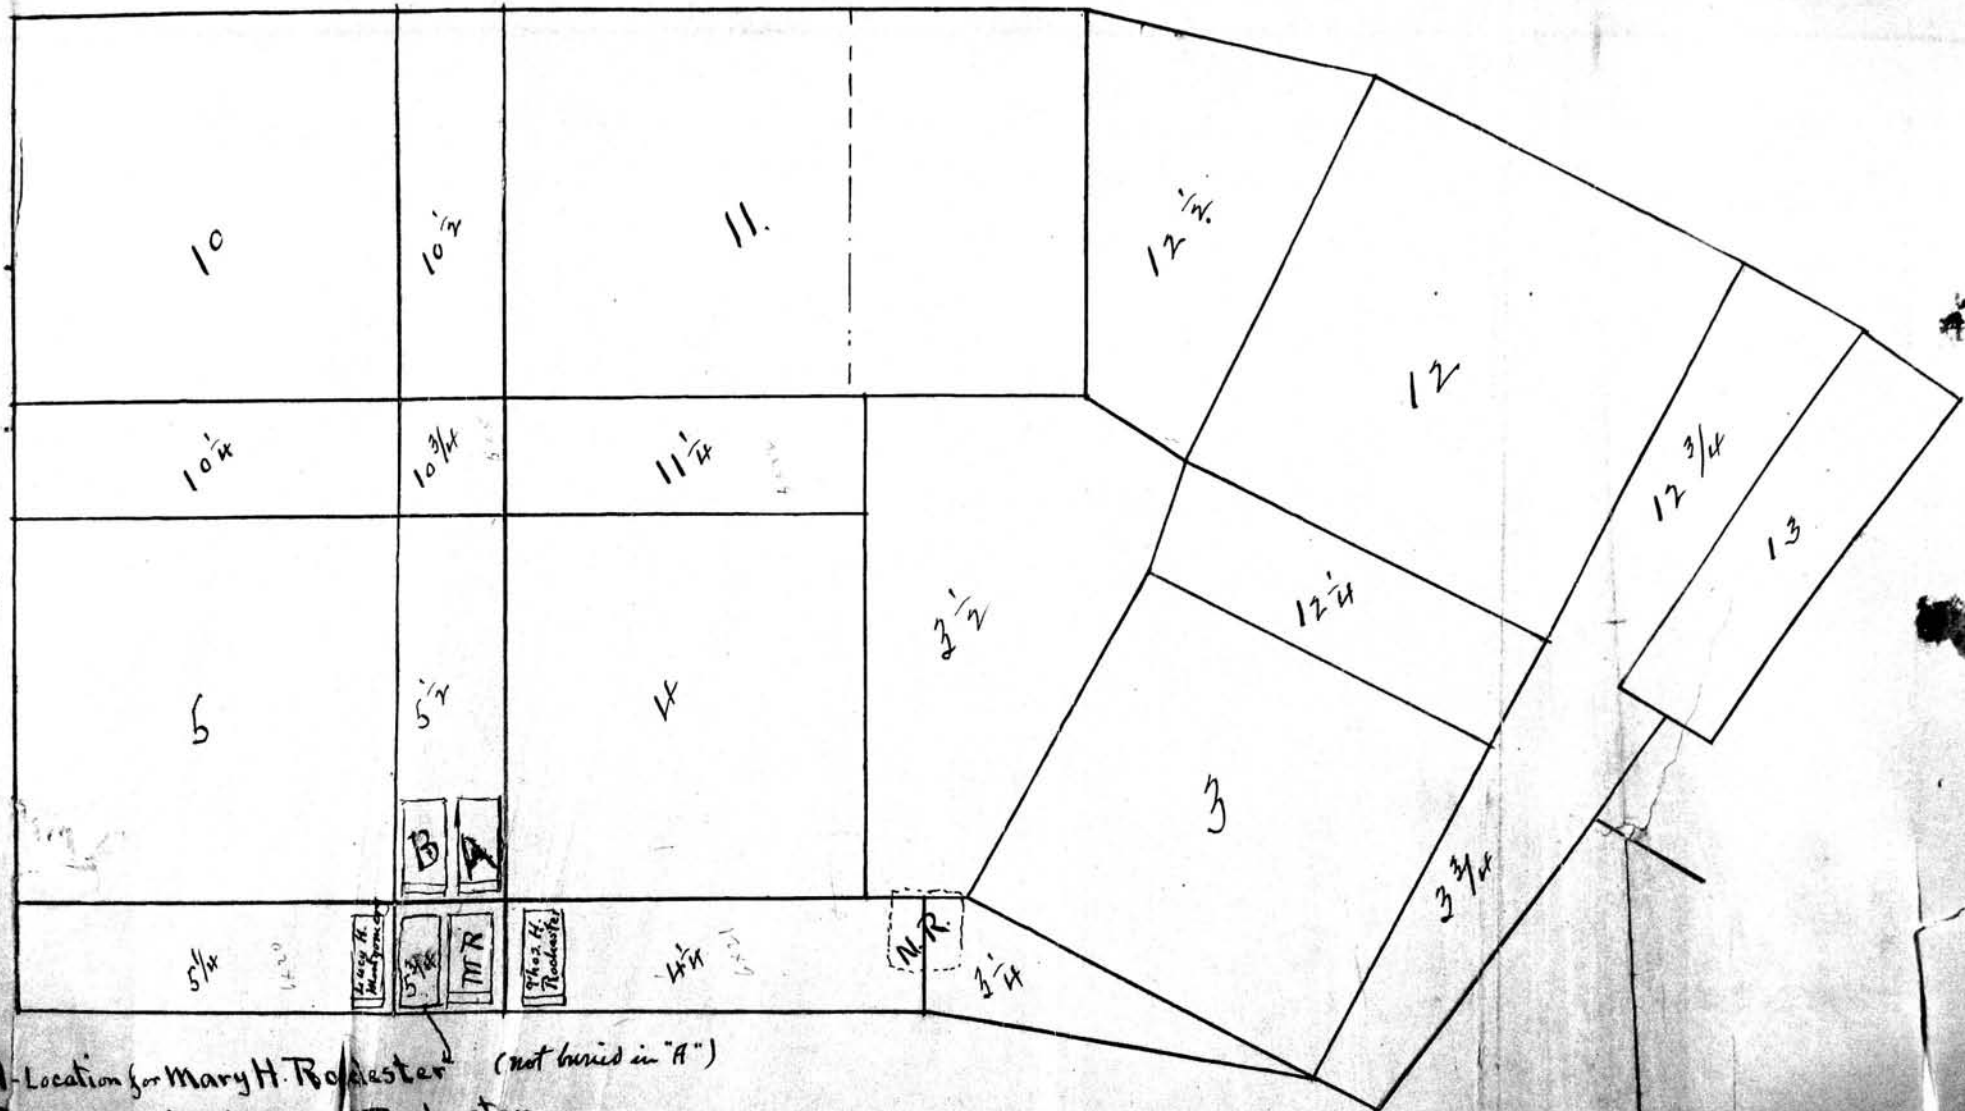 10
10 1/2
11.
12 1/2.
12
12 3/4
13
10 1/4
10 3/4
11 1/4
12 1/4
5
5 1/2
4
3 1/2
3
3 3/4
B
A
5 1/4
Lucy H.
Montgomery
5 3/4
M R
Thos. H.
Rochester
4 1/4
N. R.
3 1/4
-Location for Mary H. Rochester (not buried in "A")